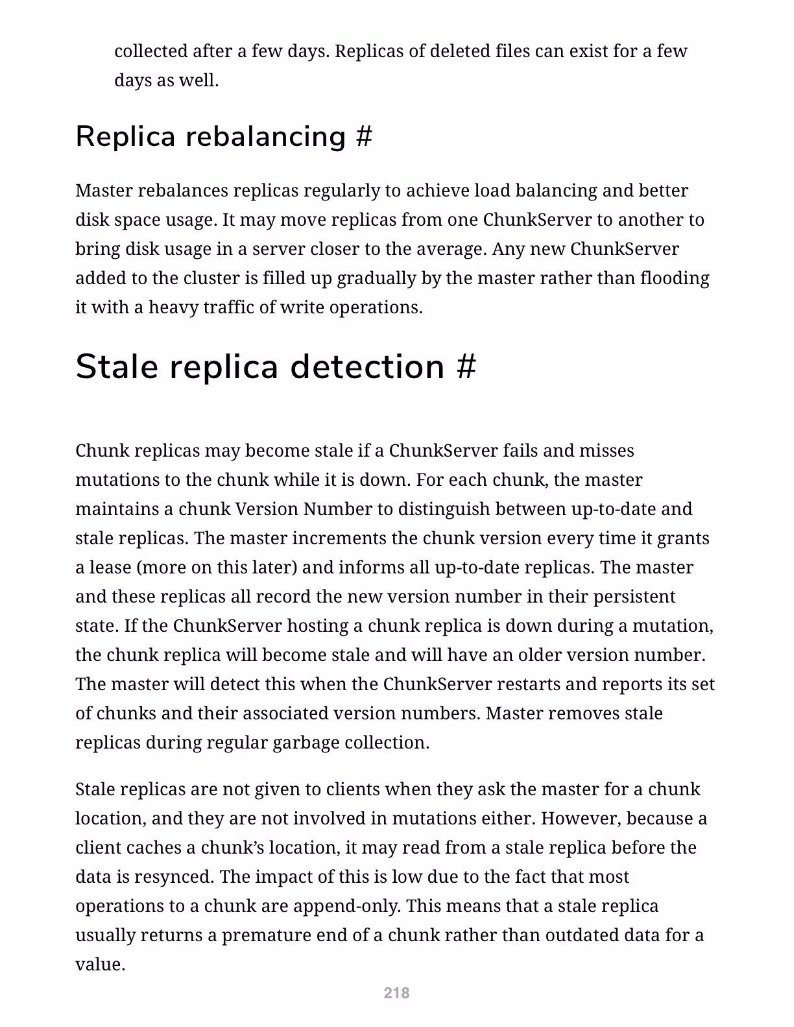 collected after a few days. Replicas of deleted files can exist for a few
days as well.
Replica rebalancing #
Master rebalances replicas regularly to achieve load balancing and better
disk space usage. It may move replicas from one ChunkServer to another to
bring disk usage in a server closer to the average. Any new ChunkServer
added to the cluster is filled up gradually by the master rather than flooding
it with a heavy traffic of write operations.
Stale replica detection #
Chunk replicas may become stale if a ChunkServer fails and misses
mutations to the chunk while it is down. For each chunk, the master
maintains a chunk Version Number to distinguish between up-to-date and
stale replicas. The master increments the chunk version every time it grants
a lease (more on this later) and informs all up-to-date replicas. The master
and these replicas all record the new version number in their persistent
state. If the ChunkServer hosting a chunk replica is down during a mutation,
the chunk replica will become stale and will have an older version number.
The master will detect this when the ChunkServer restarts and reports its set
of chunks and their associated version numbers. Master removes stale
replicas during regular garbage collection.
Stale replicas are not given to clients when they ask the master for a chunk
location, and they are not involved in mutations either. However, because a
client caches a chunk’s location, it may read from a stale replica before the
data is resynced. The impact of this is low due to the fact that most
operations to a chunk are append-only. This means that a stale replica
usually returns a premature end of a chunk rather than outdated data for a
value.
218